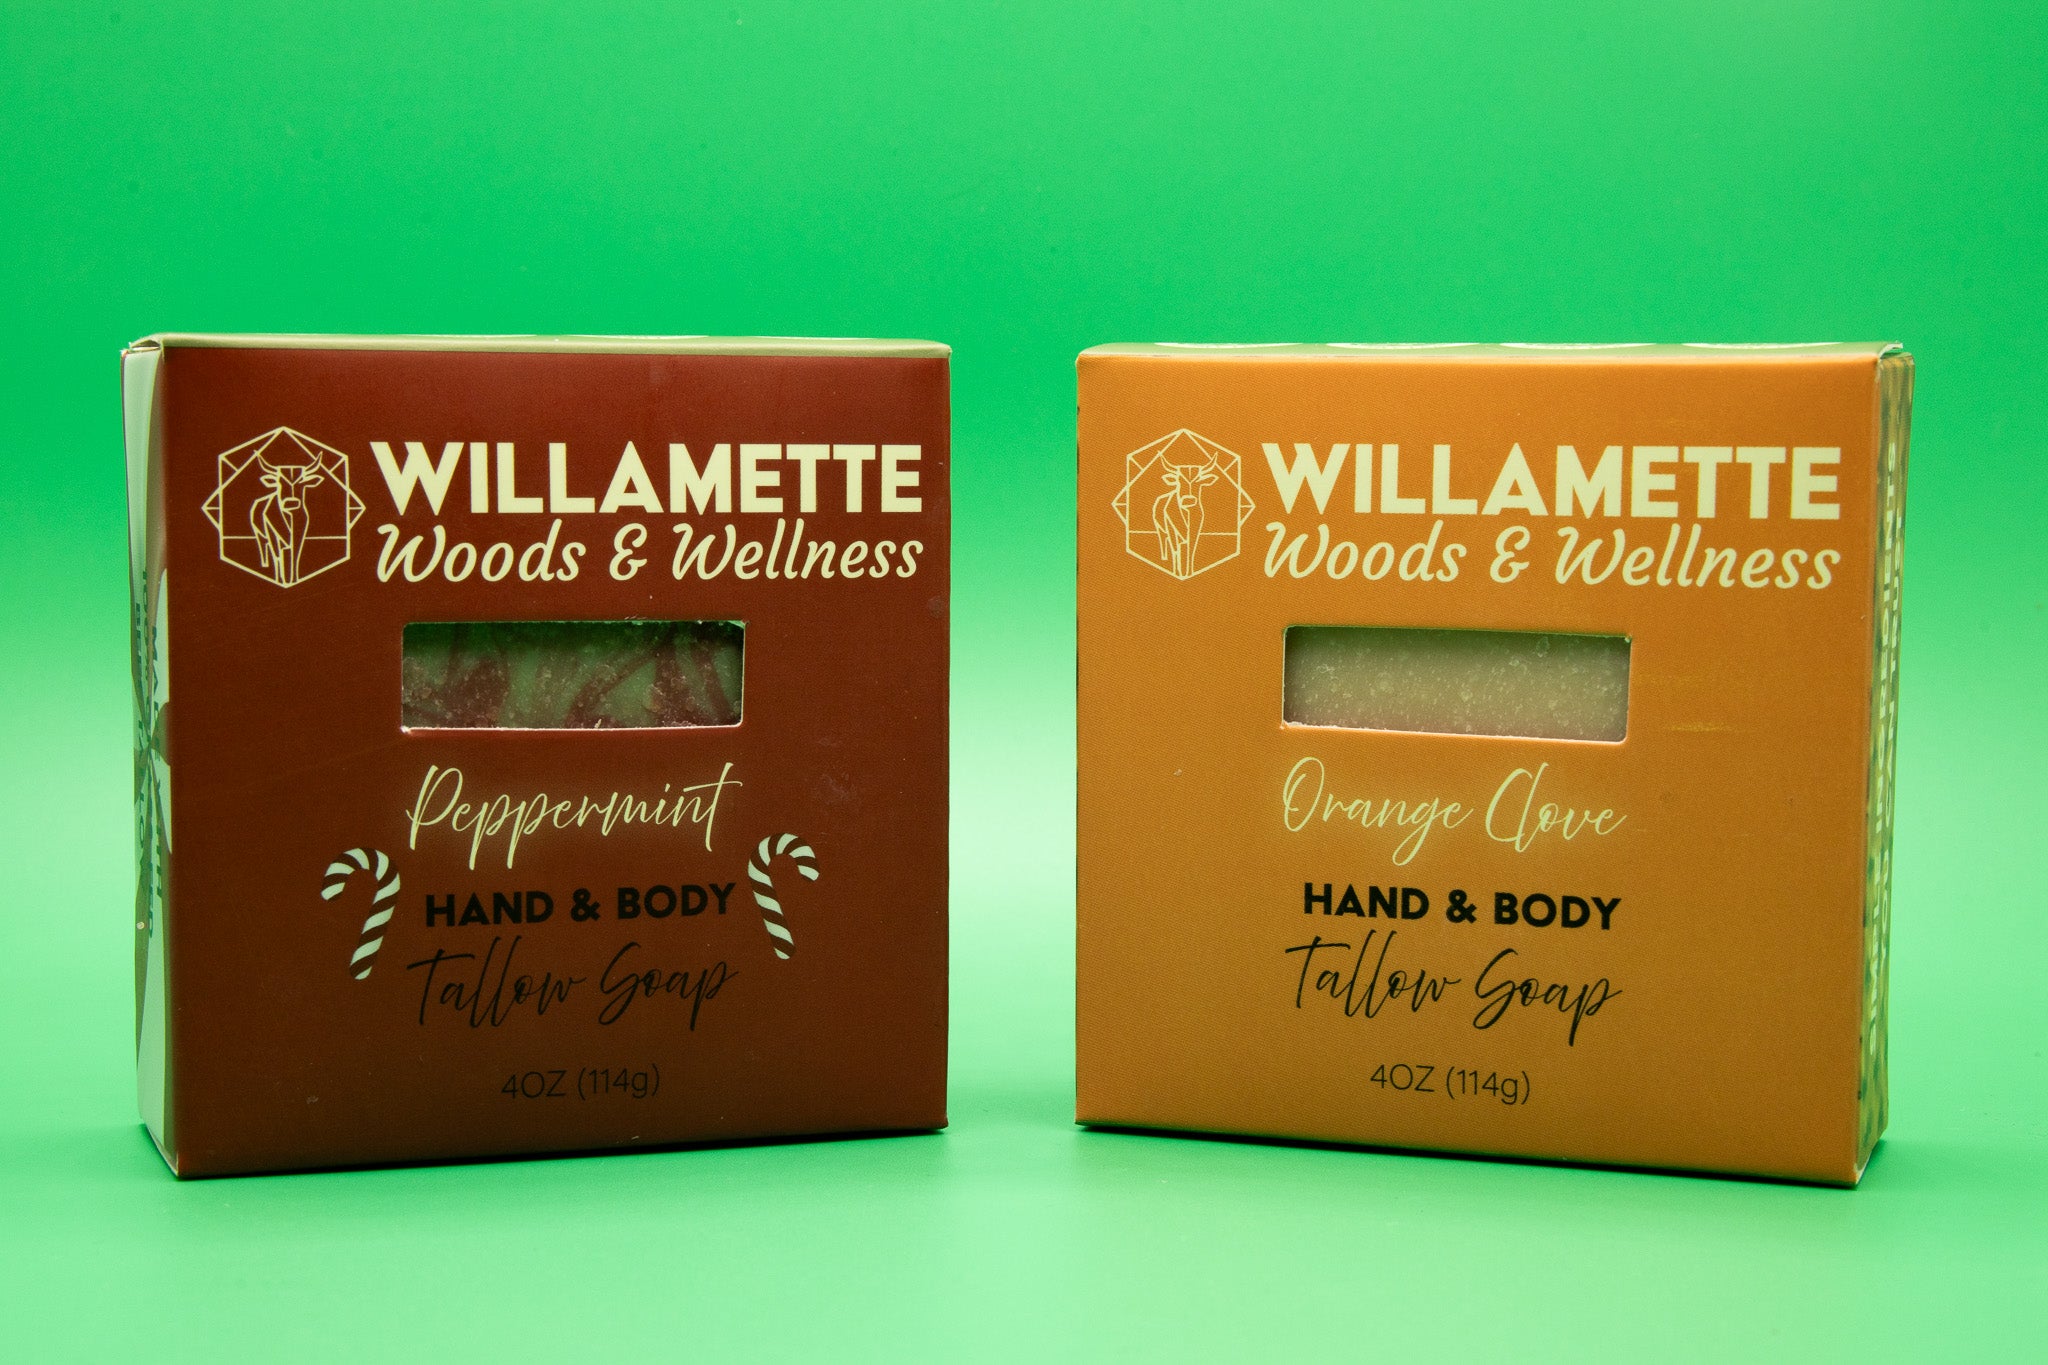 WILLAMETTE
Woods & Wellness
Peppermint
HAND & BODY
Tallow Soap
4OZ (114g)
WILLAMETTE
Woods & Wellness
Orange Clove
HAND & BODY
Tallow Soap
4OZ (114g)